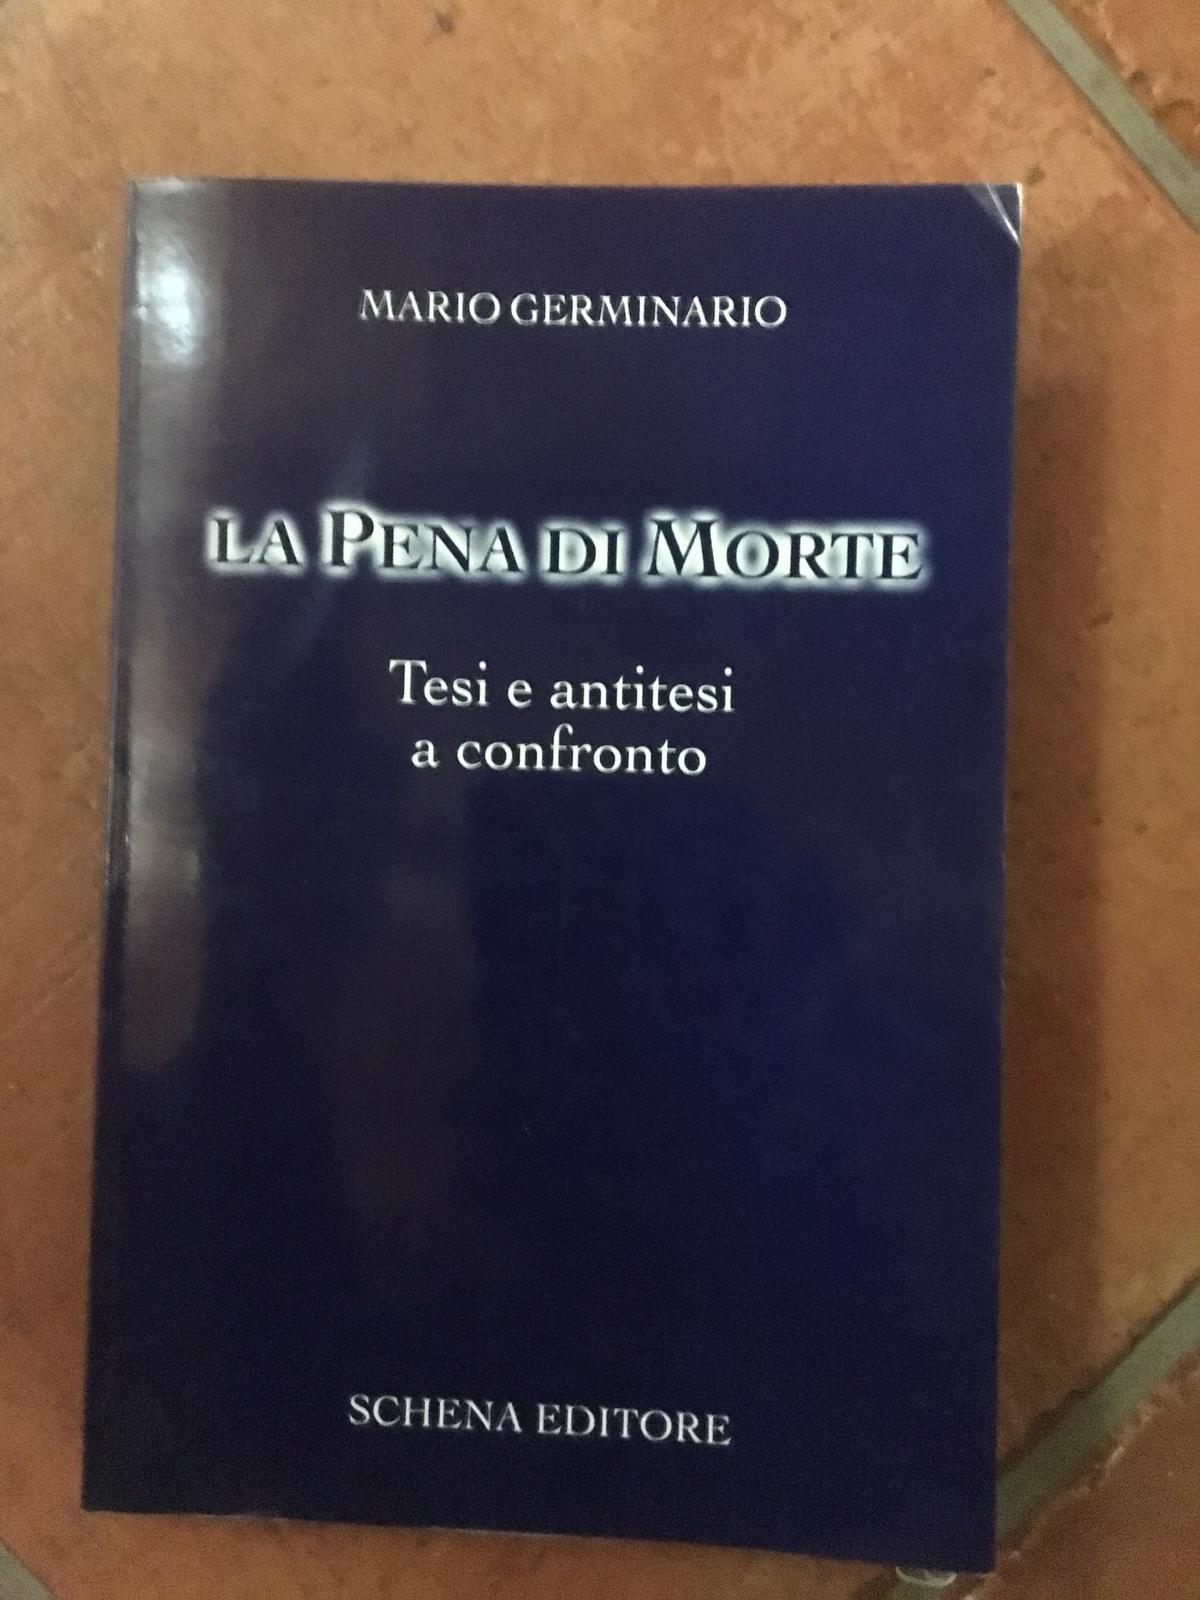 MARIO GERMINARIO
LA PENA DI MORTE
Tesi e antitesi
a confronto
SCHENA EDITORE